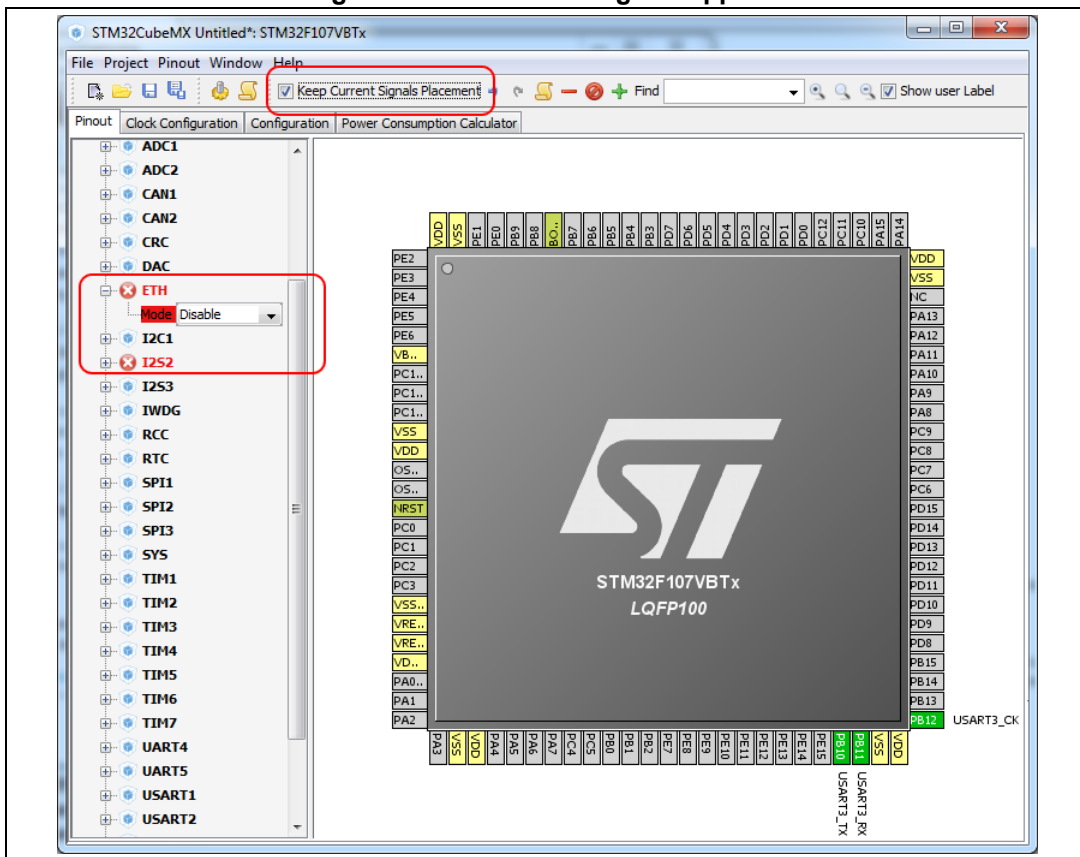 STM32CubeMX Untitled*: STM32F107VBTx
File Project Pinout Window Help
Keep Current Signals Placement
Find
Show user Label
Pinout Clock Configuration Configuration Power Consumption Calculator
ADC1
ADC2
CAN1
CAN2
CRC
DAC
ETH
Mode Disable
I2C1
I2S2
I2S3
IWDG
RCC
RTC
SPI1
SPI2
SPI3
SYS
TIM1
TIM2
TIM3
TIM4
TIM5
TIM6
TIM7
UART4
UART5
USART1
USART2
VDD VSS PE1 PE0 PB9 PB8 BO.. PB7 PB6 PB5 PB4 PB3 PD7 PD6 PD5 PD4 PD3 PD2 PD1 PD0 PC12 PC11 PC10 PA15 PA14
PE2
PE3
PE4
PE5
PE6
VB..
PC1..
PC1..
PC1..
VSS
VDD
OS..
OS..
NRST
PC0
PC1
PC2
PC3
VSS..
VRE..
VRE..
VD..
PA0..
PA1
PA2
ST
STM32F107VBTx
LQFP100
VDD
VSS
NC
PA13
PA12
PA11
PA10
PA9
PA8
PC9
PC8
PC7
PC6
PD15
PD14
PD13
PD12
PD11
PD10
PD9
PD8
PB15
PB14
PB13
PB12 USART3_CK
PA3 VSS VDD PA4 PA5 PA6 PA7 PC4 PC5 PB0 PB1 PB2 PE7 PE8 PE9 PE10 PE11 PE12 PE13 PE14 PE15 PB10 PB11 VSS VDD
USART3_TX
USART3_RX